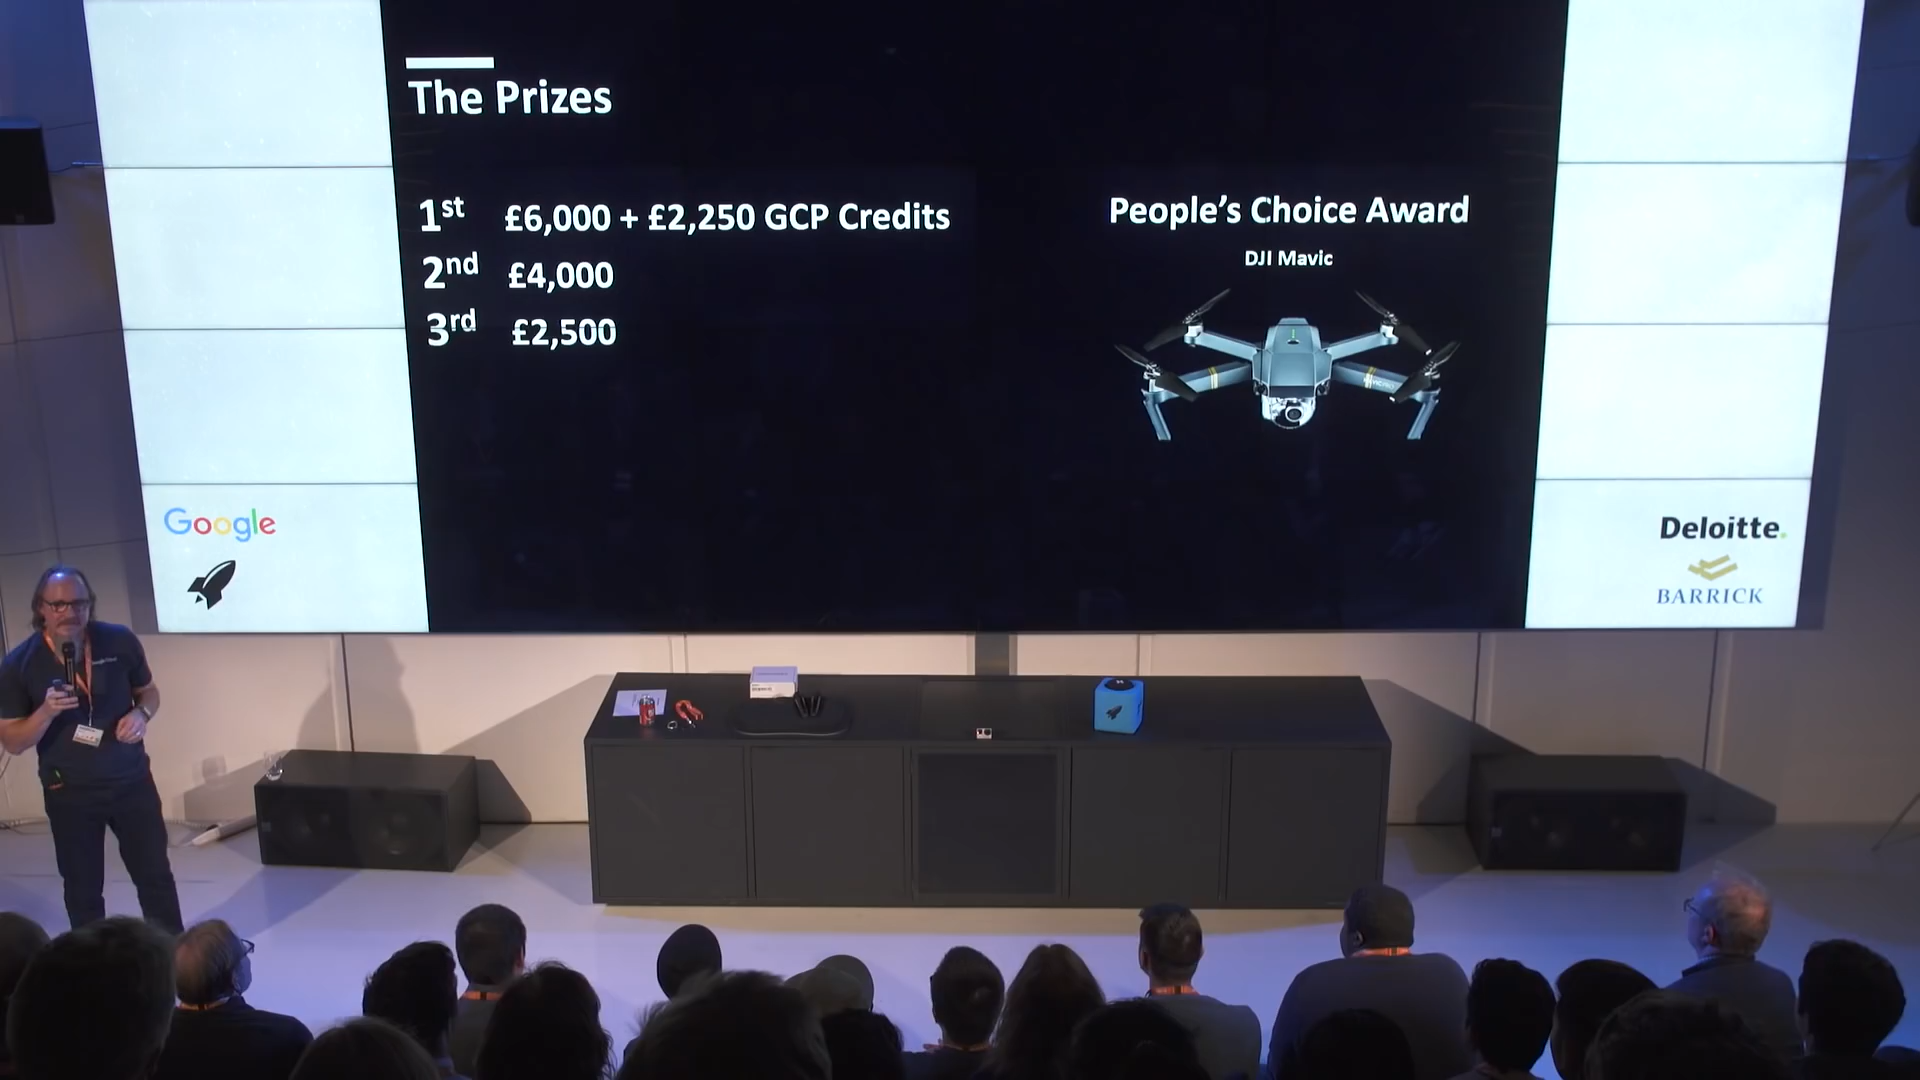 The Prizes
1st £6,000 + £2,250 GCP Credits
2nd £4,000
3rd £2,500
People's Choice Award
DJI Mavic
Google
Deloitte.
BARRICK